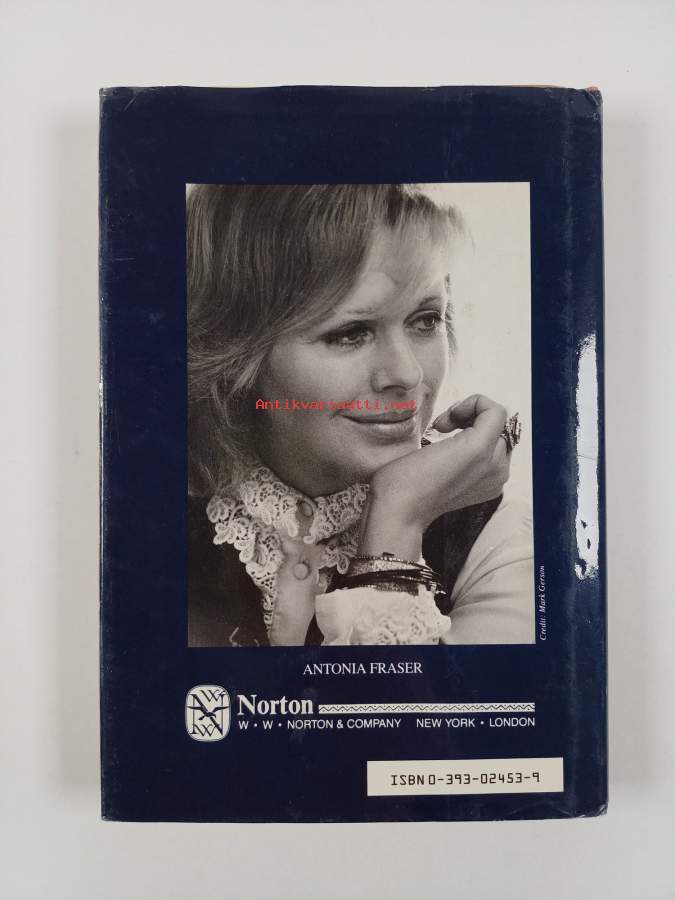 Antikvariaatti.net
Credit: Mark Gerson
ANTONIA FRASER
Norton
W • W • NORTON & COMPANY NEW YORK • LONDON
ISBN 0-393-02453-9